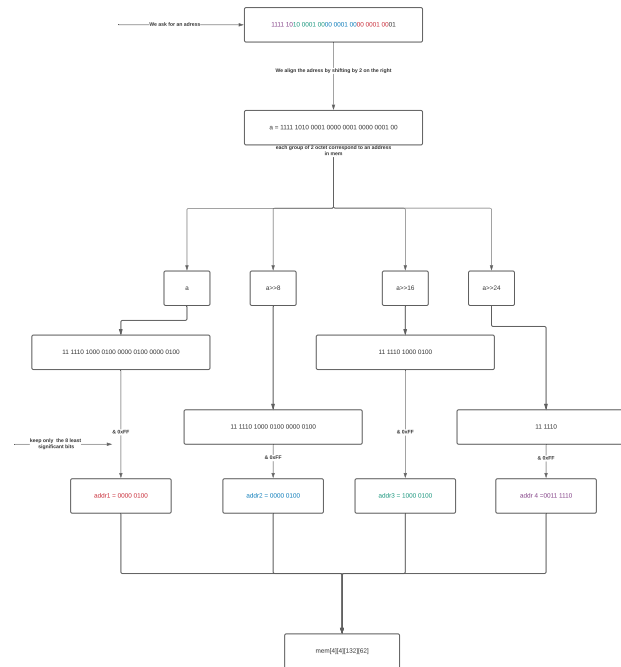 We ask for an adress
1111 1010 0001 0000 0001 0000 0001 0001
We align the adress by shifting by 2 on the right
a = 1111 1010 0001 0000 0001 0000 0001 00
each group of 2 octet correspond to an address
in mem
a
a>>8
a>>16
a>>24
11 1110 1000 0100 0000 0100 0000 0100
11 1110 1000 0100
11 1110 1000 0100 0000 0100
11 1110
keep only the 8 least
significant bits
& 0xFF
& 0xFF
& 0xFF
& 0xFF
addr1 = 0000 0100
addr2 = 0000 0100
addr3 = 1000 0100
addr 4 =0011 1110
mem[4][4][132][62]